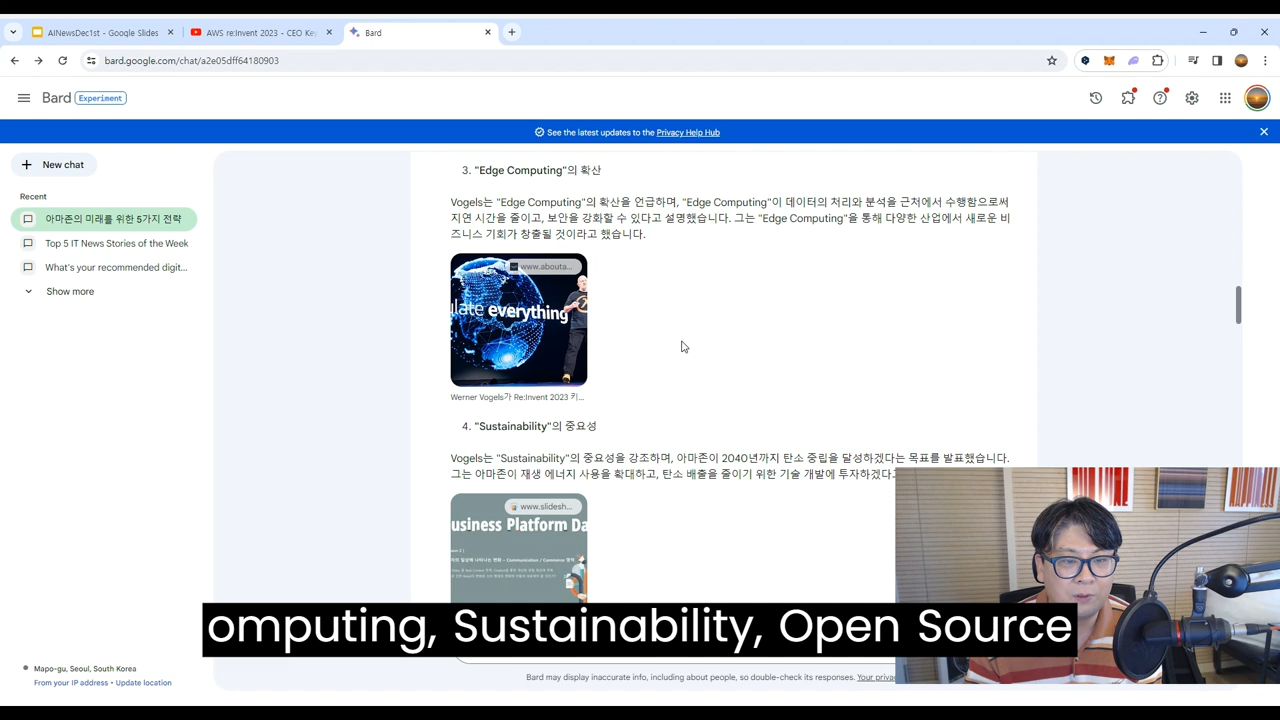 AINewsDec1st - Google Slides
AWS re:Invent 2023 - CEO Ke
Bard
bard.google.com/chat/a2e05dff64180903
Bard Experiment
See the latest updates to the Privacy Help Hub
New chat
Recent
아마존의 미래를 위한 5가지 전략
Top 5 IT News Stories of the Week
What's your recommended digit...
Show more
3. "Edge Computing"의 확산
Vogels는 "Edge Computing"의 확산을 언급하며, "Edge Computing"이 데이터의 처리와 분석을 근처에서 수행함으로써
지연 시간을 줄이고, 보안을 강화할 수 있다고 설명했습니다. 그는 "Edge Computing"을 통해 다양한 산업에서 새로운 비
즈니스 기회가 창출될 것이라고 했습니다.
www.abouta...
ulate everything
Werner Vogels가 Re:Invent 2023 키...
4. "Sustainability"의 중요성
Vogels는 "Sustainability"의 중요성을 강조하며, 아마존이 2040년까지 탄소 중립을 달성하겠다는 목표를 발표했습니다.
그는 아마존이 재생 에너지 사용을 확대하고, 탄소 배출을 줄이기 위한 기술 개발에 투자하겠다
www.slidesh...
usiness Platform Da
omputing, Sustainability, Open Source
Mapo-gu, Seoul, South Korea
From your IP address • Update location
Bard may display inaccurate info, including about people, so double-check its responses. Your priva
HAPPINESS